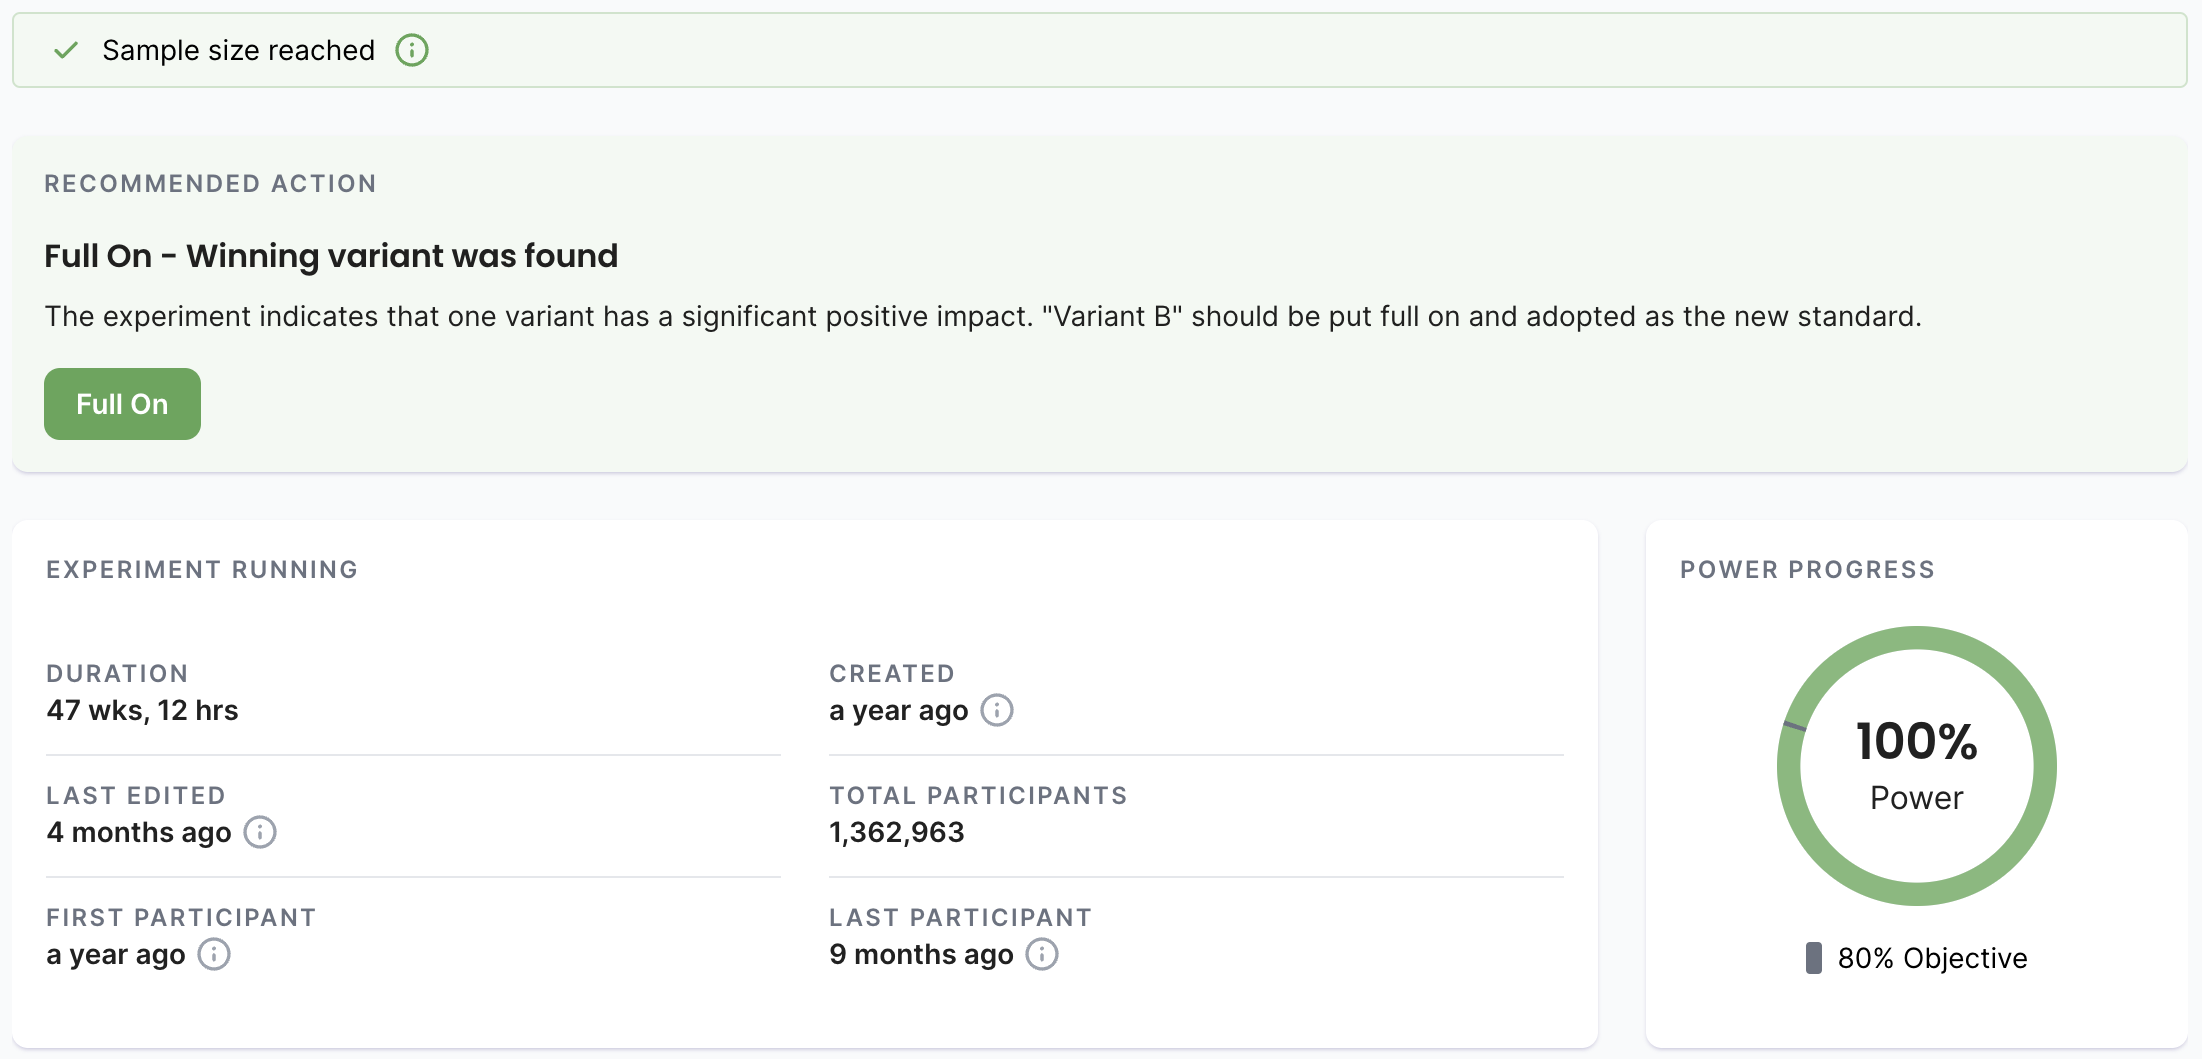 Sample size reached
RECOMMENDED ACTION
Full On - Winning variant was found
The experiment indicates that one variant has a significant positive impact. "Variant B" should be put full on and adopted as the new standard.
Full On
EXPERIMENT RUNNING
DURATION
47 wks, 12 hrs
CREATED
a year ago
LAST EDITED
4 months ago
TOTAL PARTICIPANTS
1,362,963
FIRST PARTICIPANT
a year ago
LAST PARTICIPANT
9 months ago
POWER PROGRESS
100%
Power
80% Objective